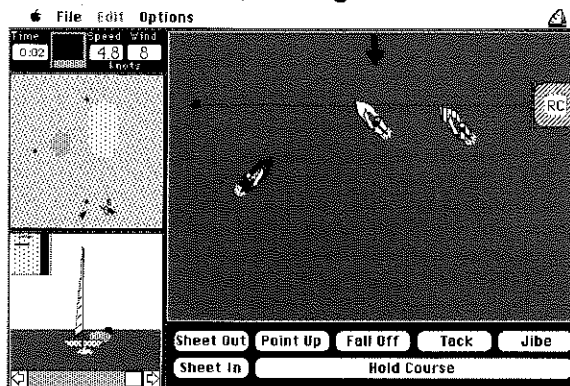 File Edit Options
Time Speed Wind
0:02 4.8 8
knots
RC
Sheet Out Point Up Fall Off Tack Jibe
Sheet In Hold Course